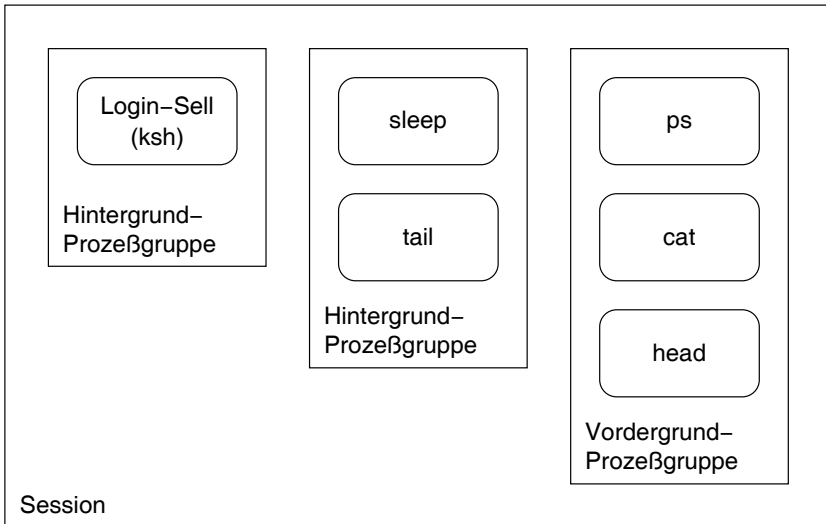 Login–Sell
(ksh)
Hintergrund–
Prozeßgruppe
sleep
tail
Hintergrund–
Prozeßgruppe
ps
cat
head
Vordergrund–
Prozeßgruppe
Session